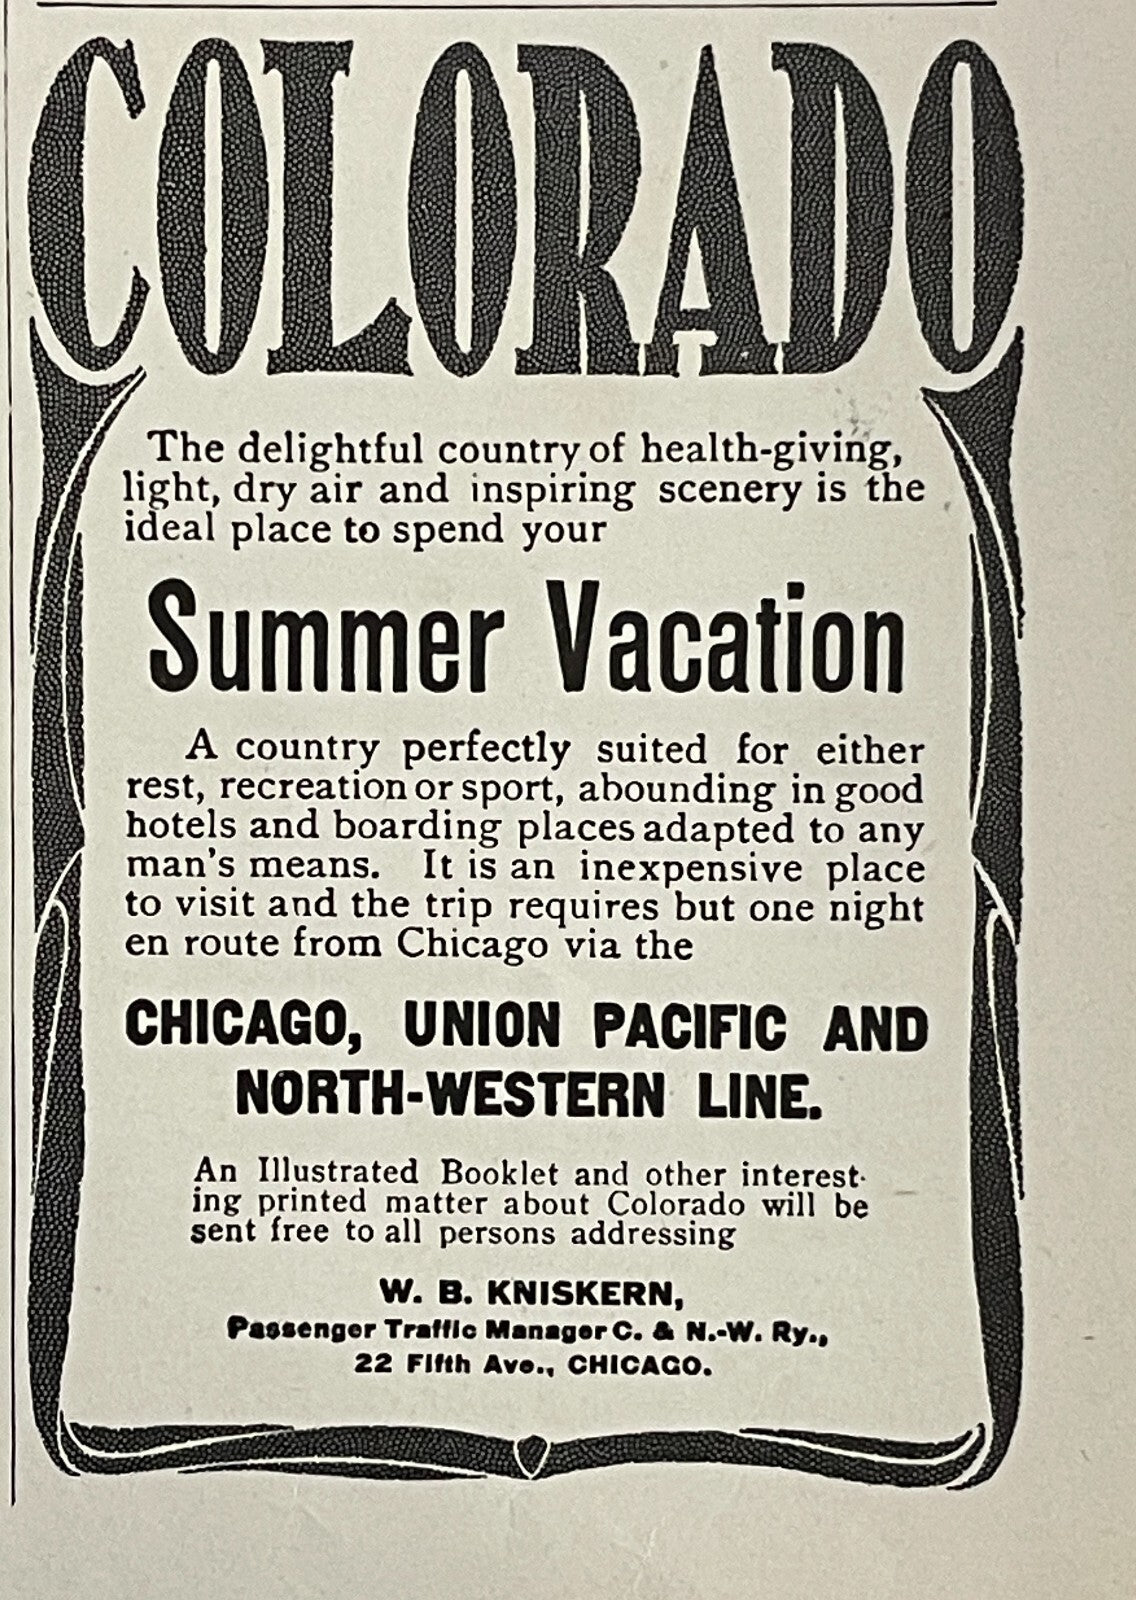 COLORADO
The delightful country of health-giving,
light, dry air and inspiring scenery is the
ideal place to spend your
Summer Vacation
A country perfectly suited for either
rest, recreation or sport, abounding in good
hotels and boarding places adapted to any
man's means. It is an inexpensive place
to visit and the trip requires but one night
en route from Chicago via the
CHICAGO, UNION PACIFIC AND
NORTH-WESTERN LINE.
An Illustrated Booklet and other interest-
ing printed matter about Colorado will be
sent free to all persons addressing
W. B. KNISKERN,
Passenger Traffic Manager C. & N.-W. Ry.,
22 Fifth Ave., CHICAGO.